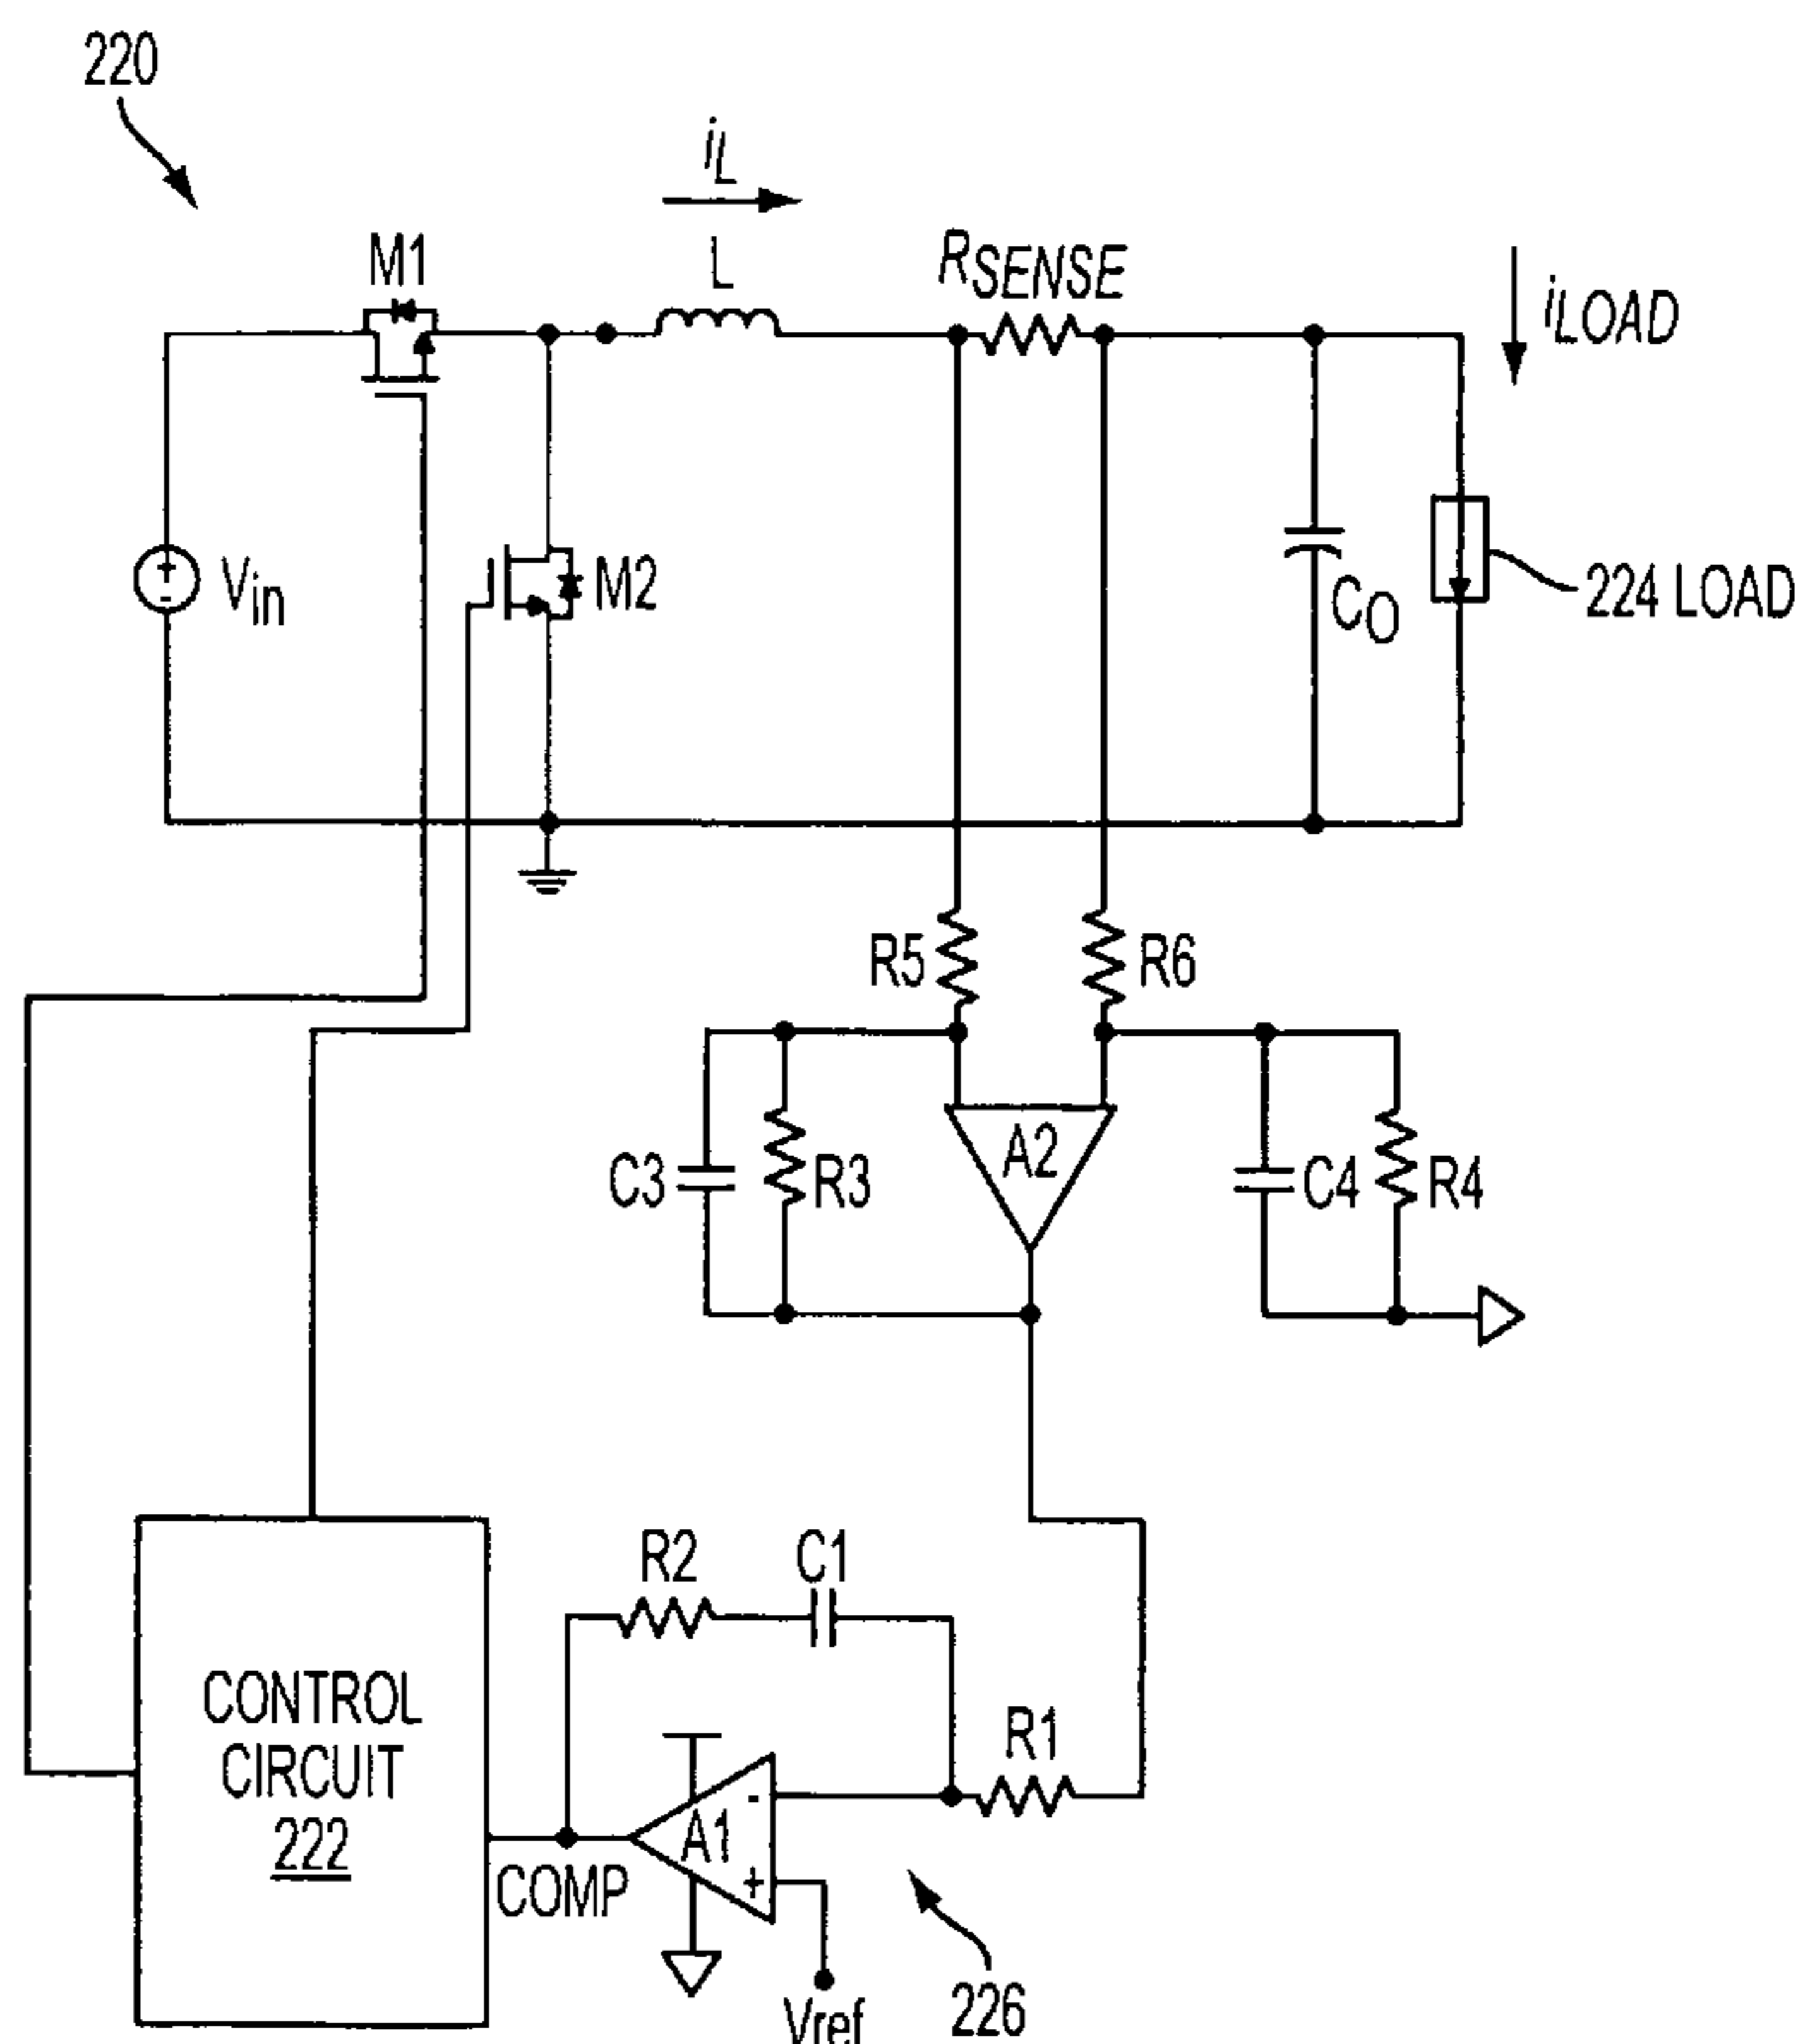 220
iL
M1
L
RSENSE
iLOAD
+
-
Vin
M2
CO
224 LOAD
R5
R6
A2
C3
R3
C4
R4
R2
C1
CONTROL
CIRCUIT
222
R1
-
A1
+
COMP
Vref
226